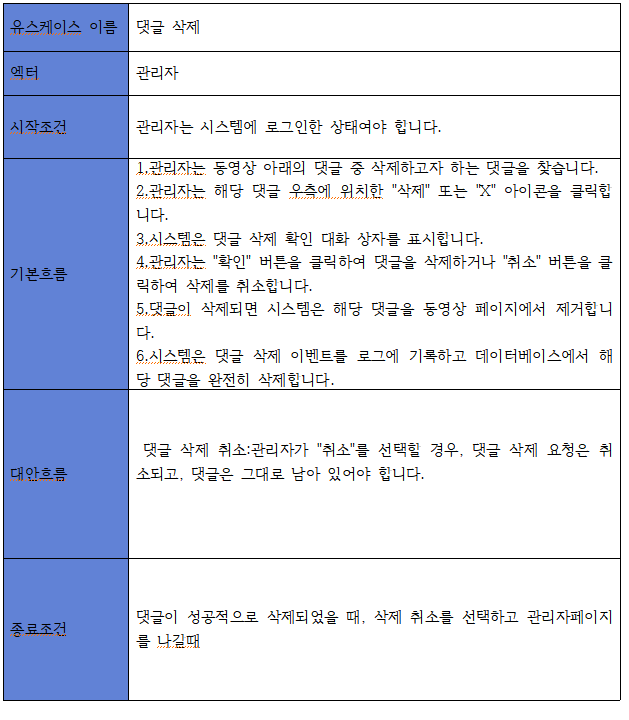 유스케이스 이름
댓글 삭제
엑터
관리자
시작조건
관리자는 시스템에 로그인한 상태여야 합니다.
기본흐름
1.관리자는 동영상 아래의 댓글 중 삭제하고자 하는 댓글을 찾습니다.
2.관리자는 해당 댓글 우측에 위치한 "삭제" 또는 "X" 아이콘을 클릭합
니다.
3.시스템은 댓글 삭제 확인 대화 상자를 표시합니다.
4.관리자는 "확인" 버튼을 클릭하여 댓글을 삭제하거나 "취소" 버튼을 클
릭하여 삭제를 취소합니다.
5.댓글이 삭제되면 시스템은 해당 댓글을 동영상 페이지에서 제거합니
다.
6.시스템은 댓글 삭제 이벤트를 로그에 기록하고 데이터베이스에서 해
당 댓글을 완전히 삭제합니다.
대안흐름
댓글 삭제 취소:관리자가 "취소"를 선택할 경우, 댓글 삭제 요청은 취
소되고, 댓글은 그대로 남아 있어야 합니다.
종료조건
댓글이 성공적으로 삭제되었을 때, 삭제 취소를 선택하고 관리자페이지
를 나갈때